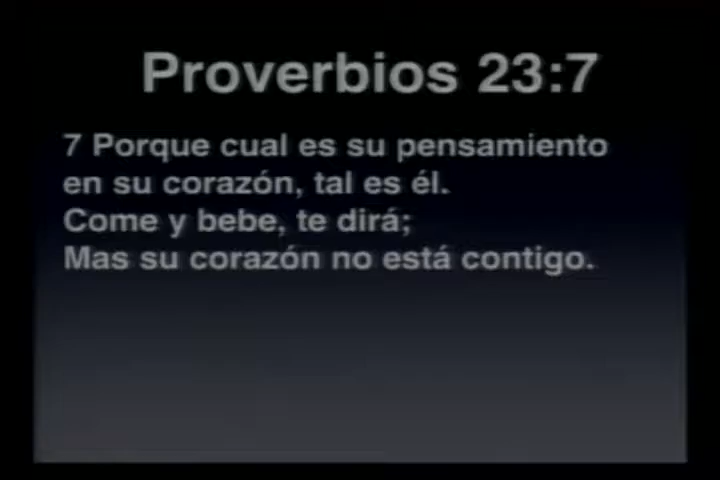 Proverbios 23:7
7 Porque cual es su pensamiento
en su corazón, tal es él.
Come y bebe, te dirá;
Mas su corazón no está contigo.